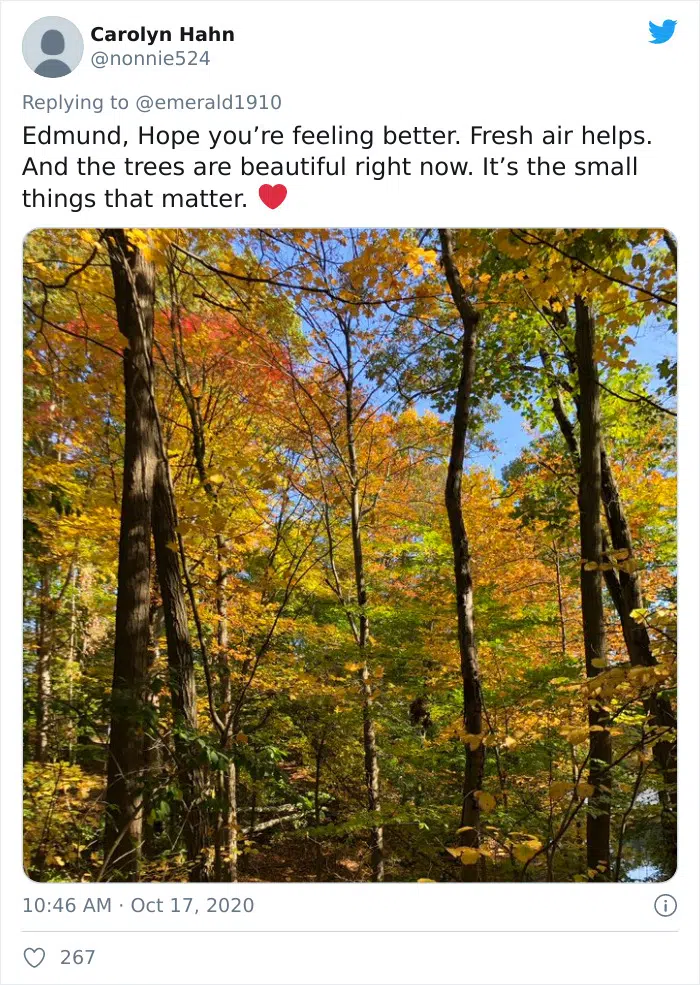 Carolyn Hahn
@nonnie524
Replying to @emerald1910
Edmund, Hope you’re feeling better. Fresh air helps.
And the trees are beautiful right now. It’s the small
things that matter. ❤️
10:46 AM · Oct 17, 2020
267